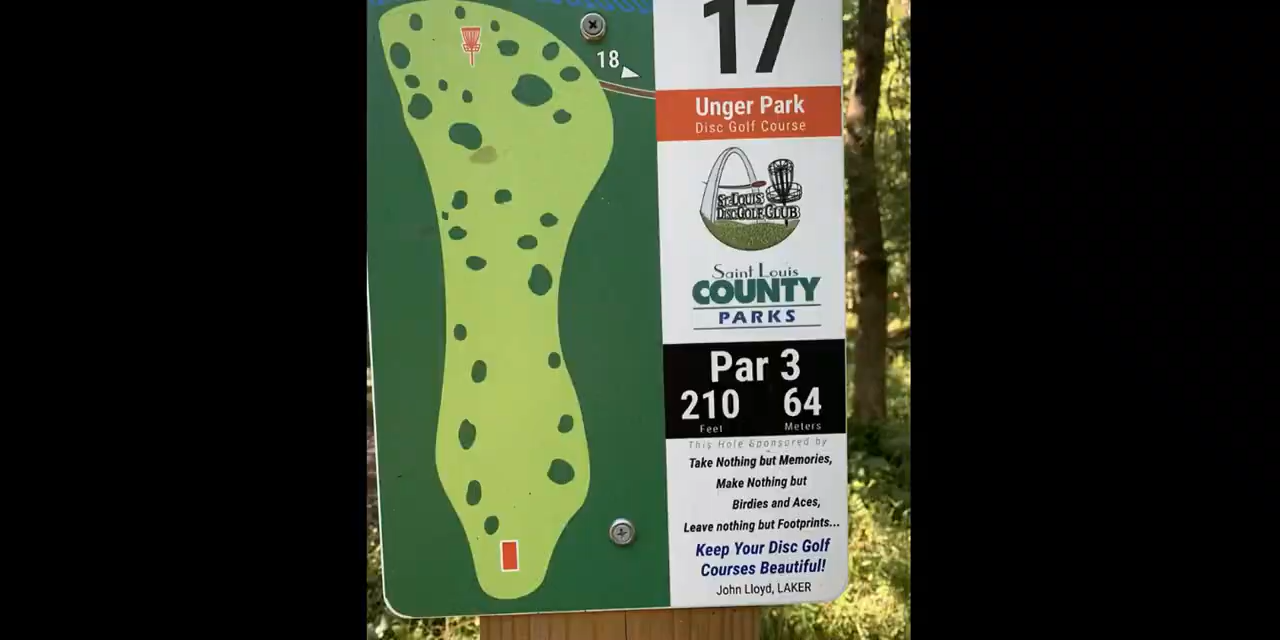 17
18
Unger Park
Disc Golf Course
St. Louis
Disc Golf Club
Saint Louis
COUNTY
PARKS
Par 3
210 64
Feet Meters
This Hole Sponsored by
Take Nothing but Memories,
Make Nothing but
Birdies and Aces,
Leave nothing but Footprints...
Keep Your Disc Golf
Courses Beautiful!
John Lloyd, LAKER